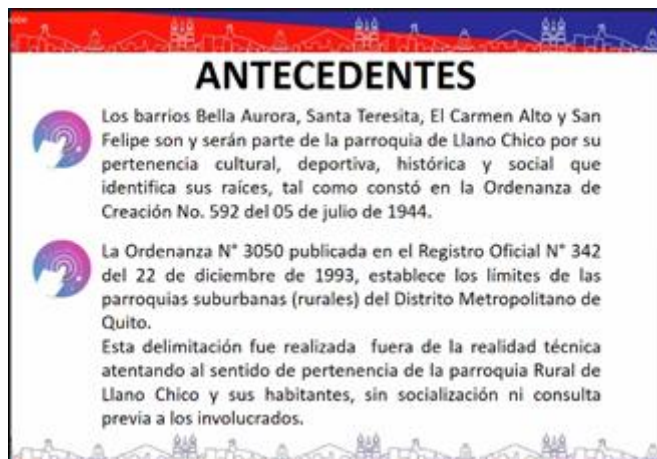 ANTECEDENTES
Los barrios Bella Aurora, Santa Teresita, El Carmen Alto y San
Felipe son y serán parte de la parroquia de Llano Chico por su
pertenencia cultural, deportiva, histórica y social que
identifica sus raíces, tal como constó en la Ordenanza de
Creación No. 592 del 05 de julio de 1944.
La Ordenanza N° 3050 publicada en el Registro Oficial N° 342
del 22 de diciembre de 1993, establece los límites de las
parroquias suburbanas (rurales) del Distrito Metropolitano de
Quito.
Esta delimitación fue realizada fuera de la realidad técnica
atentando al sentido de pertenencia de la parroquia Rural de
Llano Chico y sus habitantes, sin socialización ni consulta
previa a los involucrados.